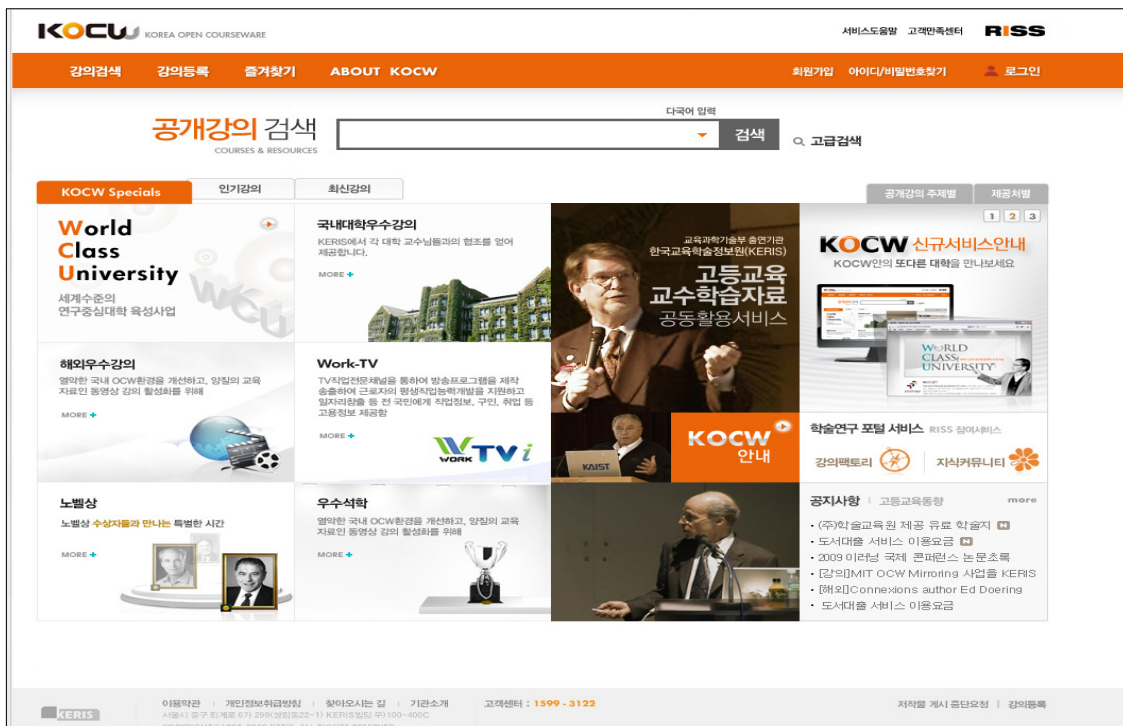 KOCW KOREA OPEN COURSEWARE
서비스도움말 고객만족센터 RISS
강의검색 강의등록 즐겨찾기 ABOUT KOCW
회원가입 아이디/비밀번호찾기 로그인
다국어 입력
공개강의 검색
검색
고급검색
COURSES & RESOURCES
KOCW Specials 인기강의 최신강의
공개강의 주제별 제공처별
World
Class
University
세계수준의
연구중심대학 육성사업
WCU
국내대학우수강의
KERIS에서 각 대학 교수님들과의 협조를 얻어
제공합니다.
MORE +
교육과학기술부 출연기관
한국교육학술정보원(KERIS)
고등교육
교수학습자료
공동활용서비스
1 2 3
KOCW 신규서비스안내
KOCW안의 또다른 대학을 만나보세요
WORLD
CLASS
UNIVERSITY
해외우수강의
열악한 국내 OCW환경을 개선하고, 양질의 교육
자료인 동영상 강의 활성화를 위해
MORE +
Work-TV
TV직업전문채널을 통하여 방송프로그램을 제작
송출하여 근로자의 평생직업능력개발을 지원하고
일자리창출 등 전 국민에게 직업정보, 구인, 취업 등
고용정보 제공함
MORE +
WORK TV i
KAIST
KOCW
안내
학술연구 포털 서비스 RISS 참여서비스
강의팩토리 지식커뮤니티
노벨상
노벨상 수상자들과 만나는 특별한 시간
MORE +
우수석학
열악한 국내 OCW환경을 개선하고, 양질의 교육
자료인 동영상 강의 활성화를 위해
MORE +
공지사항 | 고등교육동향 more
(주)학술교육원 제공 유료 학술지 N
도서대출 서비스 이용요금 N
2009 이러닝 국제 콘퍼런스 논문초록
[강의]MIT OCW Mirroring 사업을 KERIS
[해외]Connexions author Ed Doering
도서대출 서비스 이용요금
KERIS
이용약관 | 개인정보취급방침 | 찾아오시는 길 | 기관소개
고객센터 : 1599 - 3122
저작물 게시 중단요청 | 강의등록